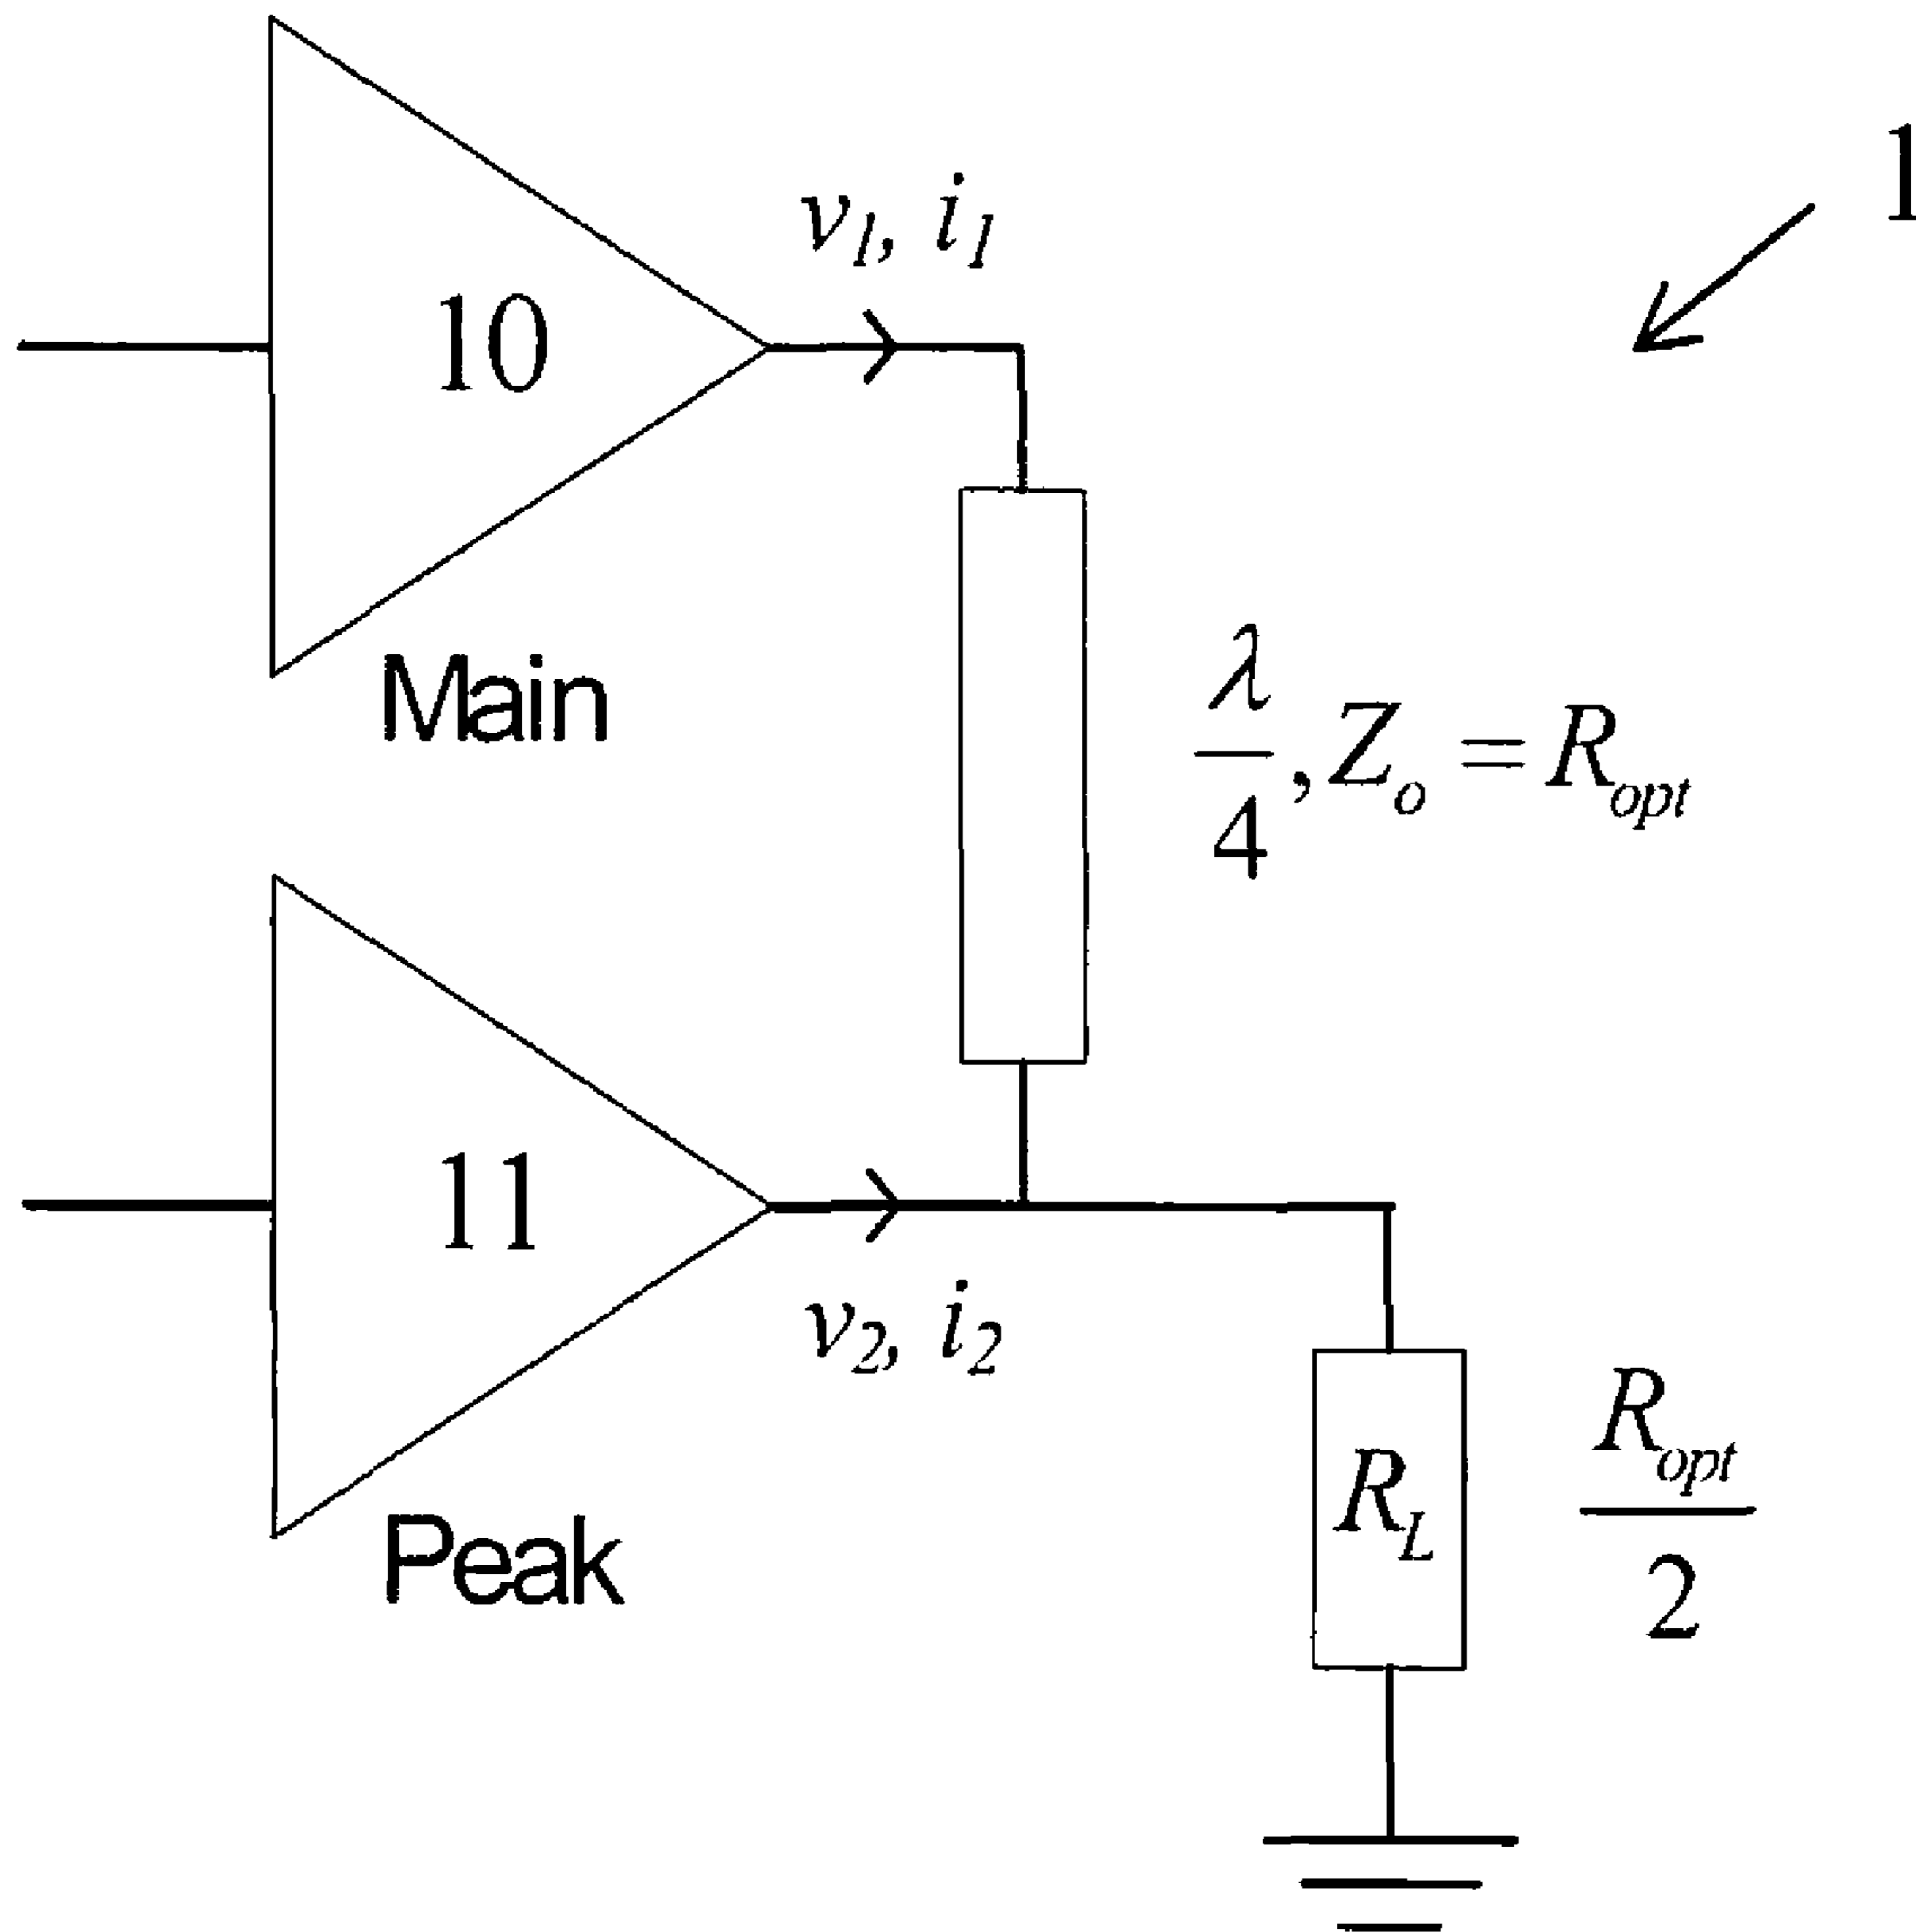 1
v1, i1
10
Main
λ/4, Zo = Ropt
11
v2, i2
Peak
RL
Ropt/2